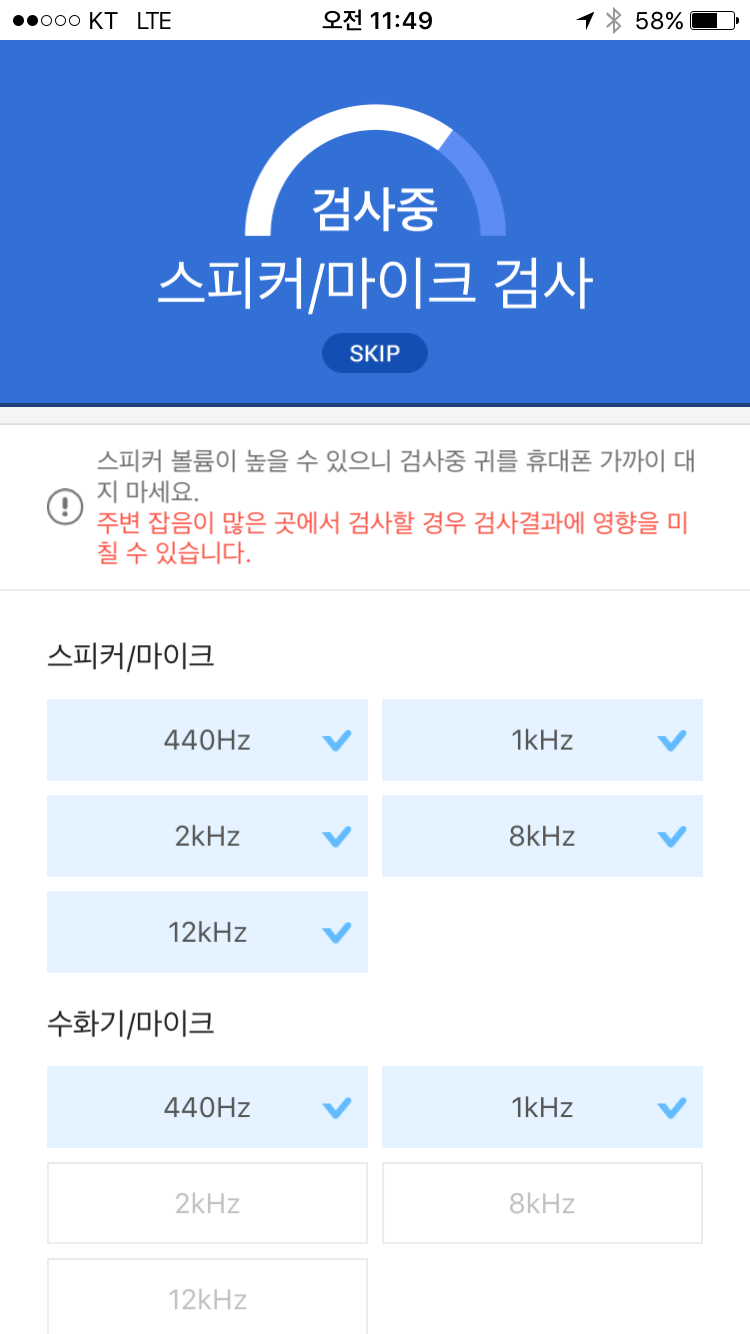 KT LTE 오전 11:49 58%
검사중
스피커/마이크 검사
SKIP
스피커 볼륨이 높을 수 있으니 검사중 귀를 휴대폰 가까이 대
지 마세요.
주변 잡음이 많은 곳에서 검사할 경우 검사결과에 영향을 미
칠 수 있습니다.
스피커/마이크
440Hz 1kHz
2kHz 8kHz
12kHz
수화기/마이크
440Hz 1kHz
2kHz 8kHz
12kHz